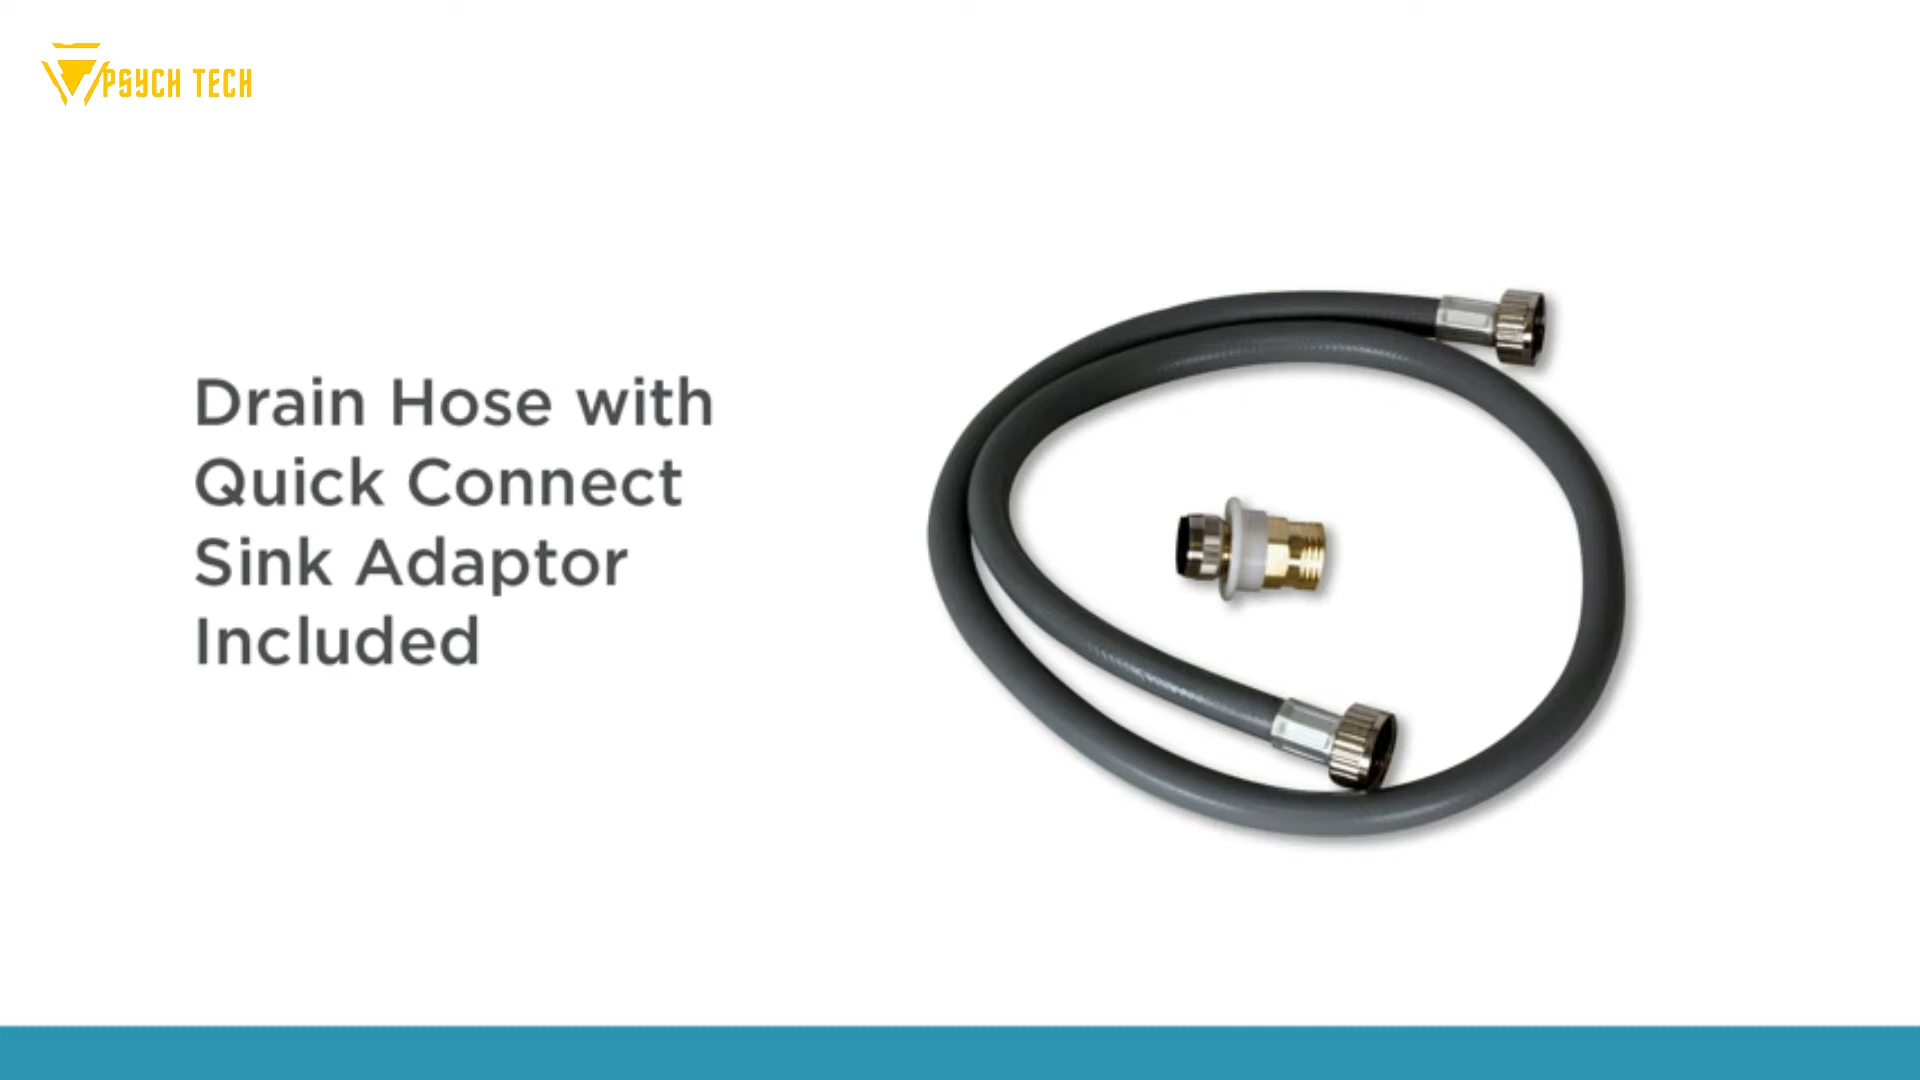 PSYCH TECH
Drain Hose with
Quick Connect
Sink Adaptor
Included